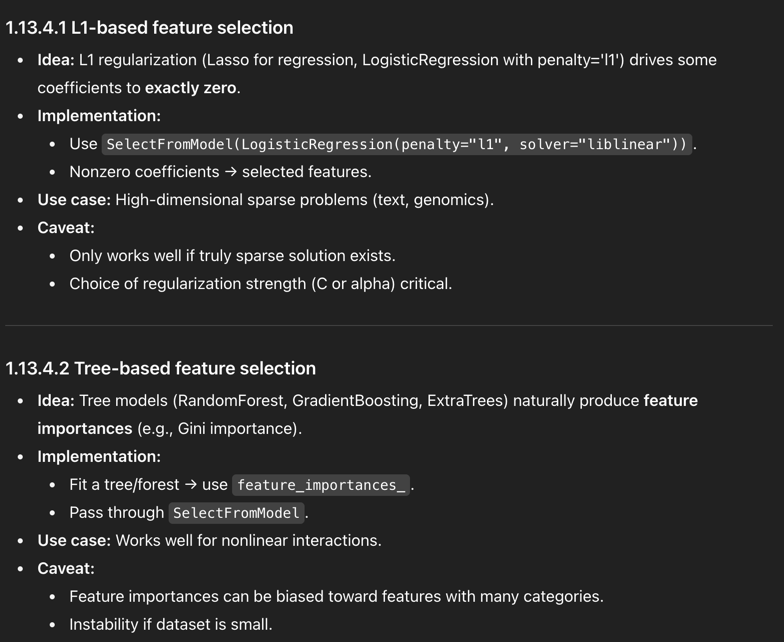 1.13.4.1 L1-based feature selection
• Idea: L1 regularization (Lasso for regression, LogisticRegression with penalty='l1') drives some
coefficients to exactly zero.
• Implementation:
• Use SelectFromModel(LogisticRegression(penalty="l1", solver="liblinear")).
• Nonzero coefficients → selected features.
• Use case: High-dimensional sparse problems (text, genomics).
• Caveat:
• Only works well if truly sparse solution exists.
• Choice of regularization strength (C or alpha) critical.
1.13.4.2 Tree-based feature selection
• Idea: Tree models (RandomForest, GradientBoosting, ExtraTrees) naturally produce feature
importances (e.g., Gini importance).
• Implementation:
• Fit a tree/forest → use feature_importances_.
• Pass through SelectFromModel.
• Use case: Works well for nonlinear interactions.
• Caveat:
• Feature importances can be biased toward features with many categories.
• Instability if dataset is small.